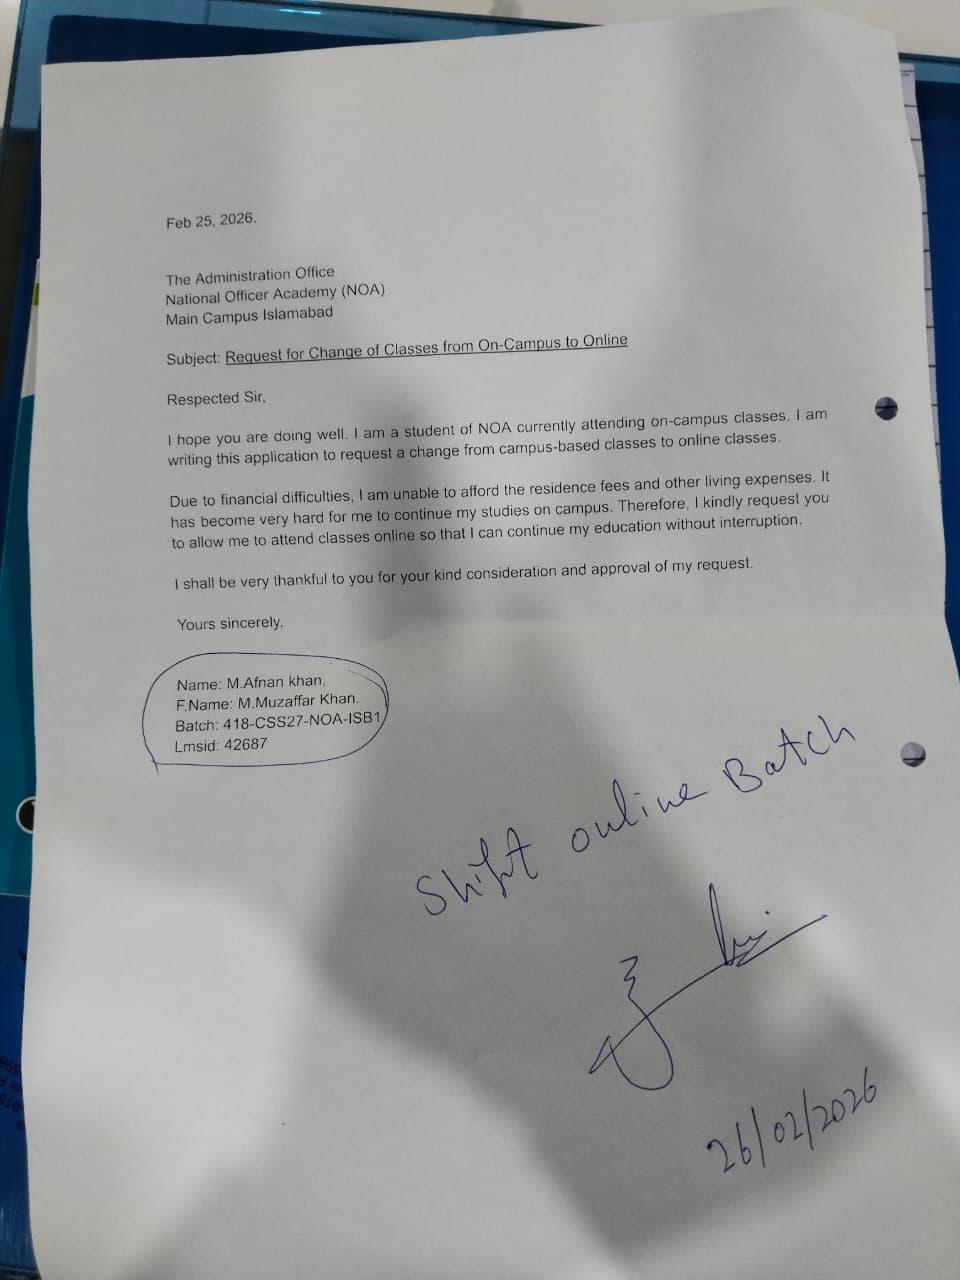 Feb 25, 2026.
The Administration Office
National Officer Academy (NOA)
Main Campus Islamabad
Subject: Request for Change of Classes from On-Campus to Online
Respected Sir,
I hope you are doing well. I am a student of NOA currently attending on-campus classes. I am
writing this application to request a change from campus-based classes to online classes.
Due to financial difficulties, I am unable to afford the residence fees and other living expenses. It
has become very hard for me to continue my studies on campus. Therefore, I kindly request you
to allow me to attend classes online so that I can continue my education without interruption.
I shall be very thankful to you for your kind consideration and approval of my request.
Yours sincerely,
Name: M.Afnan khan,
F.Name: M.Muzaffar Khan.
Batch: 418-CSS27-NOA-ISB1
Lmsid: 42687
Shift online Batch
26/02/2026